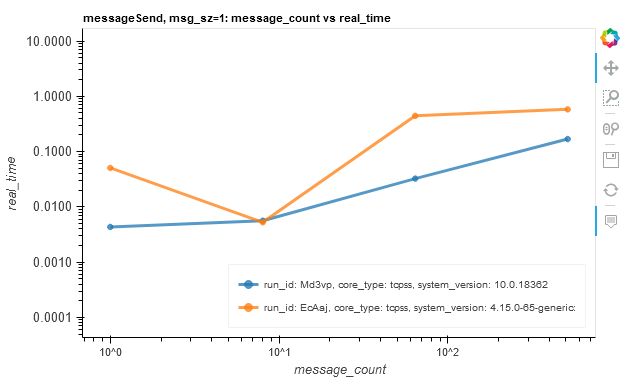 messageSend, msg_sz=1: message_count vs real_time
10.0000
1.0000
0.1000
0.0100
0.0010
0.0001
real_time
run_id: Md3vp, core_type: tcpss, system_version: 10.0.18362
run_id: EcAaj, core_type: tcpss, system_version: 4.15.0-65-generic:
10^0
10^1
10^2
message_count